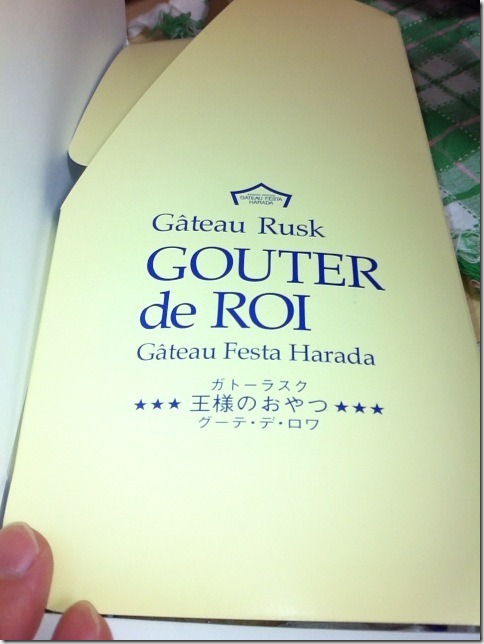 GATEAU FESTA
HARADA
Gâteau Rusk
GOUTER
de ROI
Gâteau Festa Harada
ガトーラスク
★★★ 王様のおやつ ★★★
グーテ・デ・ロワ